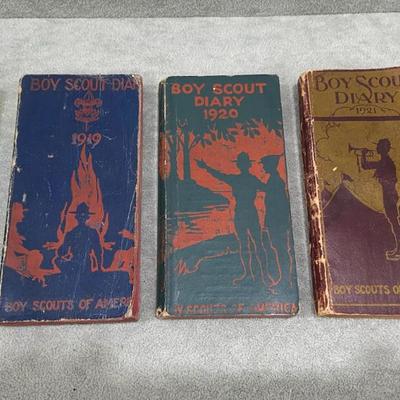 BOY SCOUT DIAR
1919
BOY SCOUTS OF AMERI
BOY SCOUT
DIARY
1920
Y SCOUTS OF AMERICA
BOY SCOU
DIARY
1921
BOY SCOUTS OF